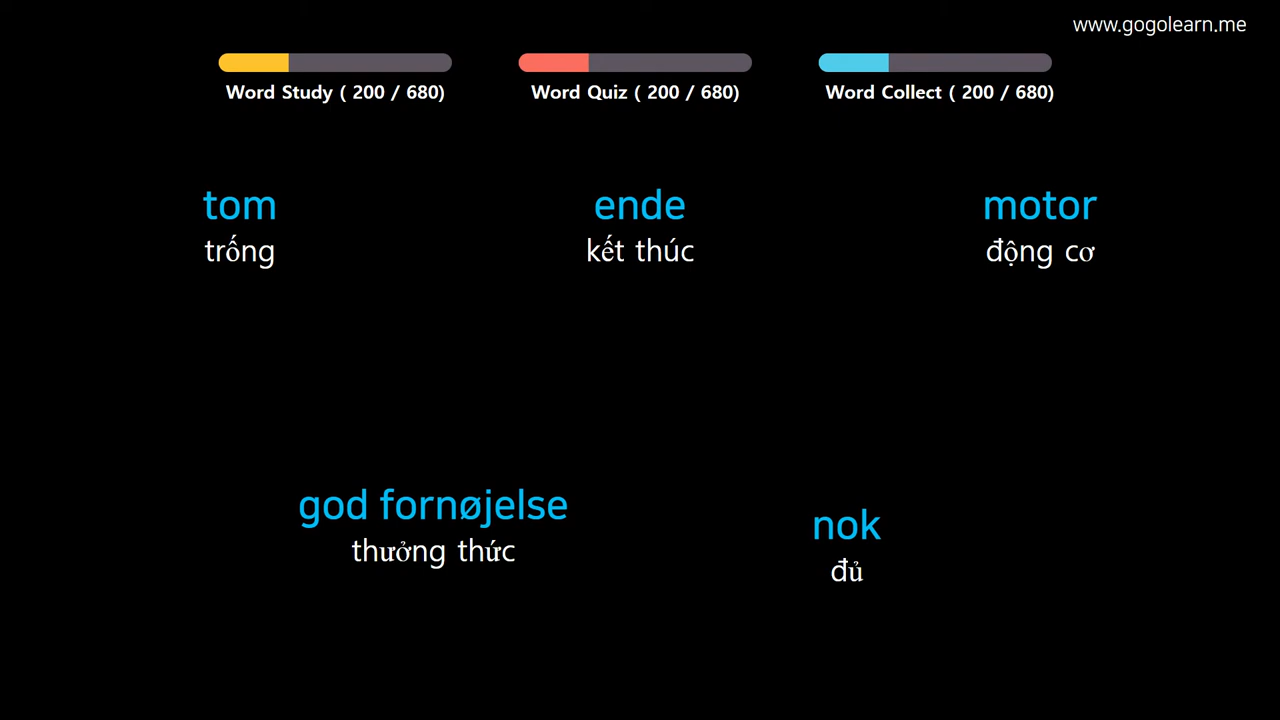 www.gogolearn.me
Word Study ( 200 / 680)
Word Quiz ( 200 / 680)
Word Collect ( 200 / 680)
tom
trống
ende
kết thúc
motor
động cơ
god fornøjelse
thưởng thức
nok
đủ